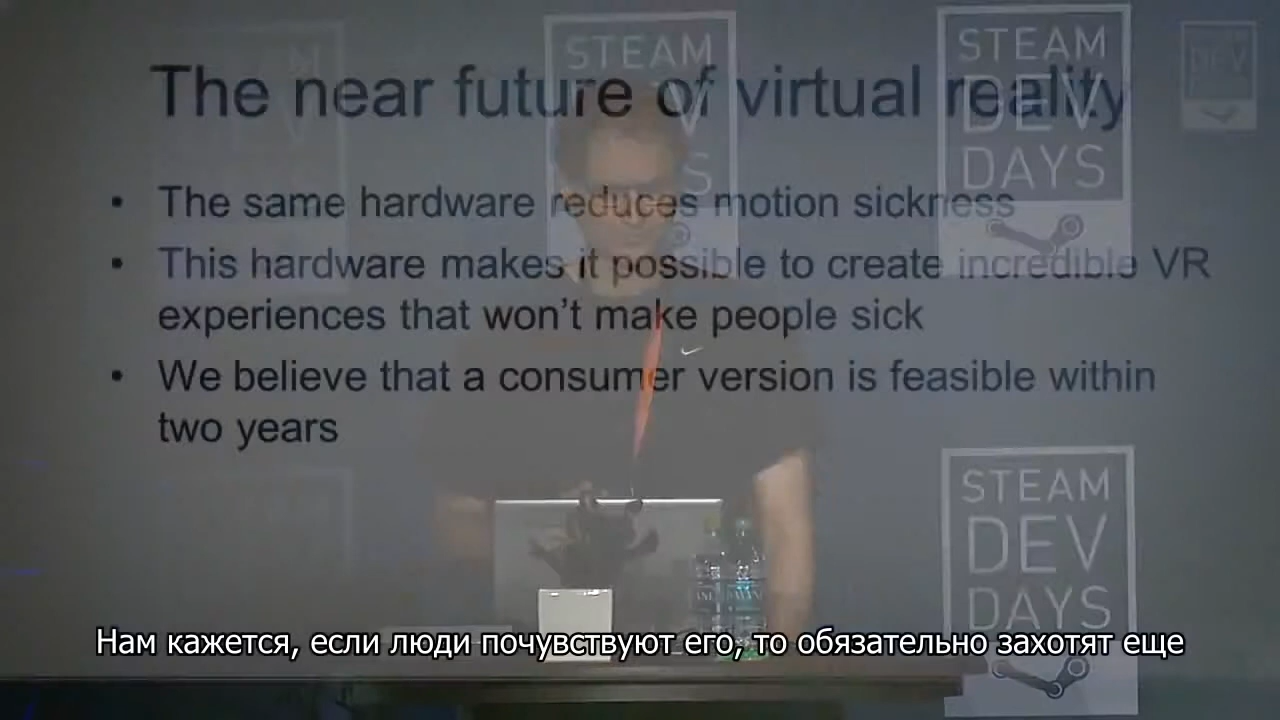 The near future of virtual reality
• The same hardware reduces motion sickness
• This hardware makes it possible to create incredible VR
experiences that won't make people sick
• We believe that a consumer version is feasible within
two years
STEAM
DEV
DAYS
STEAM
DEV
DAYS
STEAM
DEV
DAYS
Нам кажется, если люди почувствуют его, то обязательно захотят еще